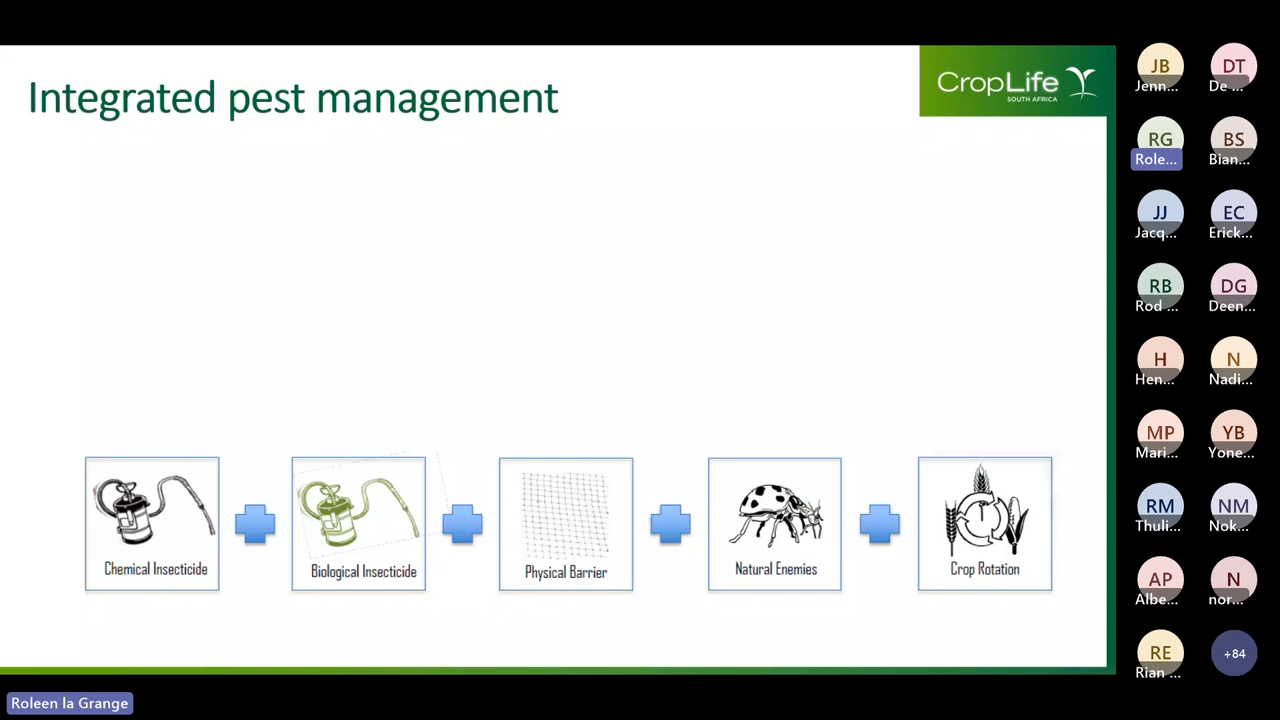 Integrated pest management
CropLife
SOUTH AFRICA
Chemical Insecticide
Biological Insecticide
Physical Barrier
Natural Enemies
Crop Rotation
JB
Jenn...
DT
De ...
RG
Role...
BS
Bian...
JJ
Jacq...
EC
Erick...
RB
Rod ...
DG
Deen...
H
Hen...
N
Nadi...
MP
Mari...
YB
Yone...
RM
Thuli...
NM
Nok...
AP
Albe...
N
nor...
RE
Rian ...
+84
Roleen la Grange